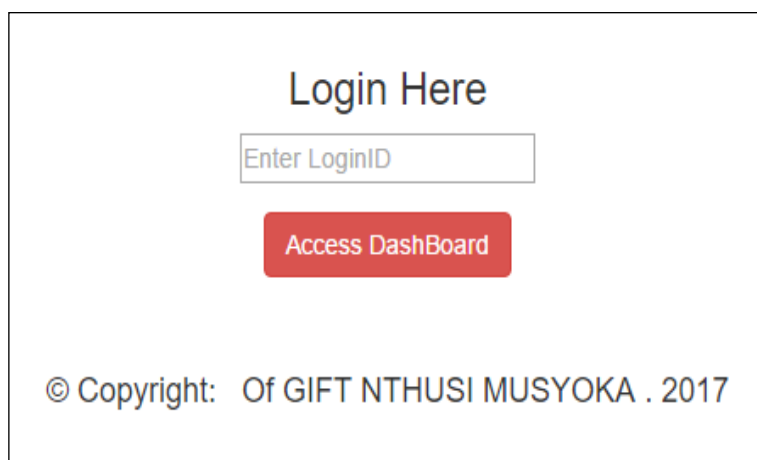 Login Here
Enter LoginID
Access DashBoard
© Copyright: Of GIFT NTHUSI MUSYOKA . 2017